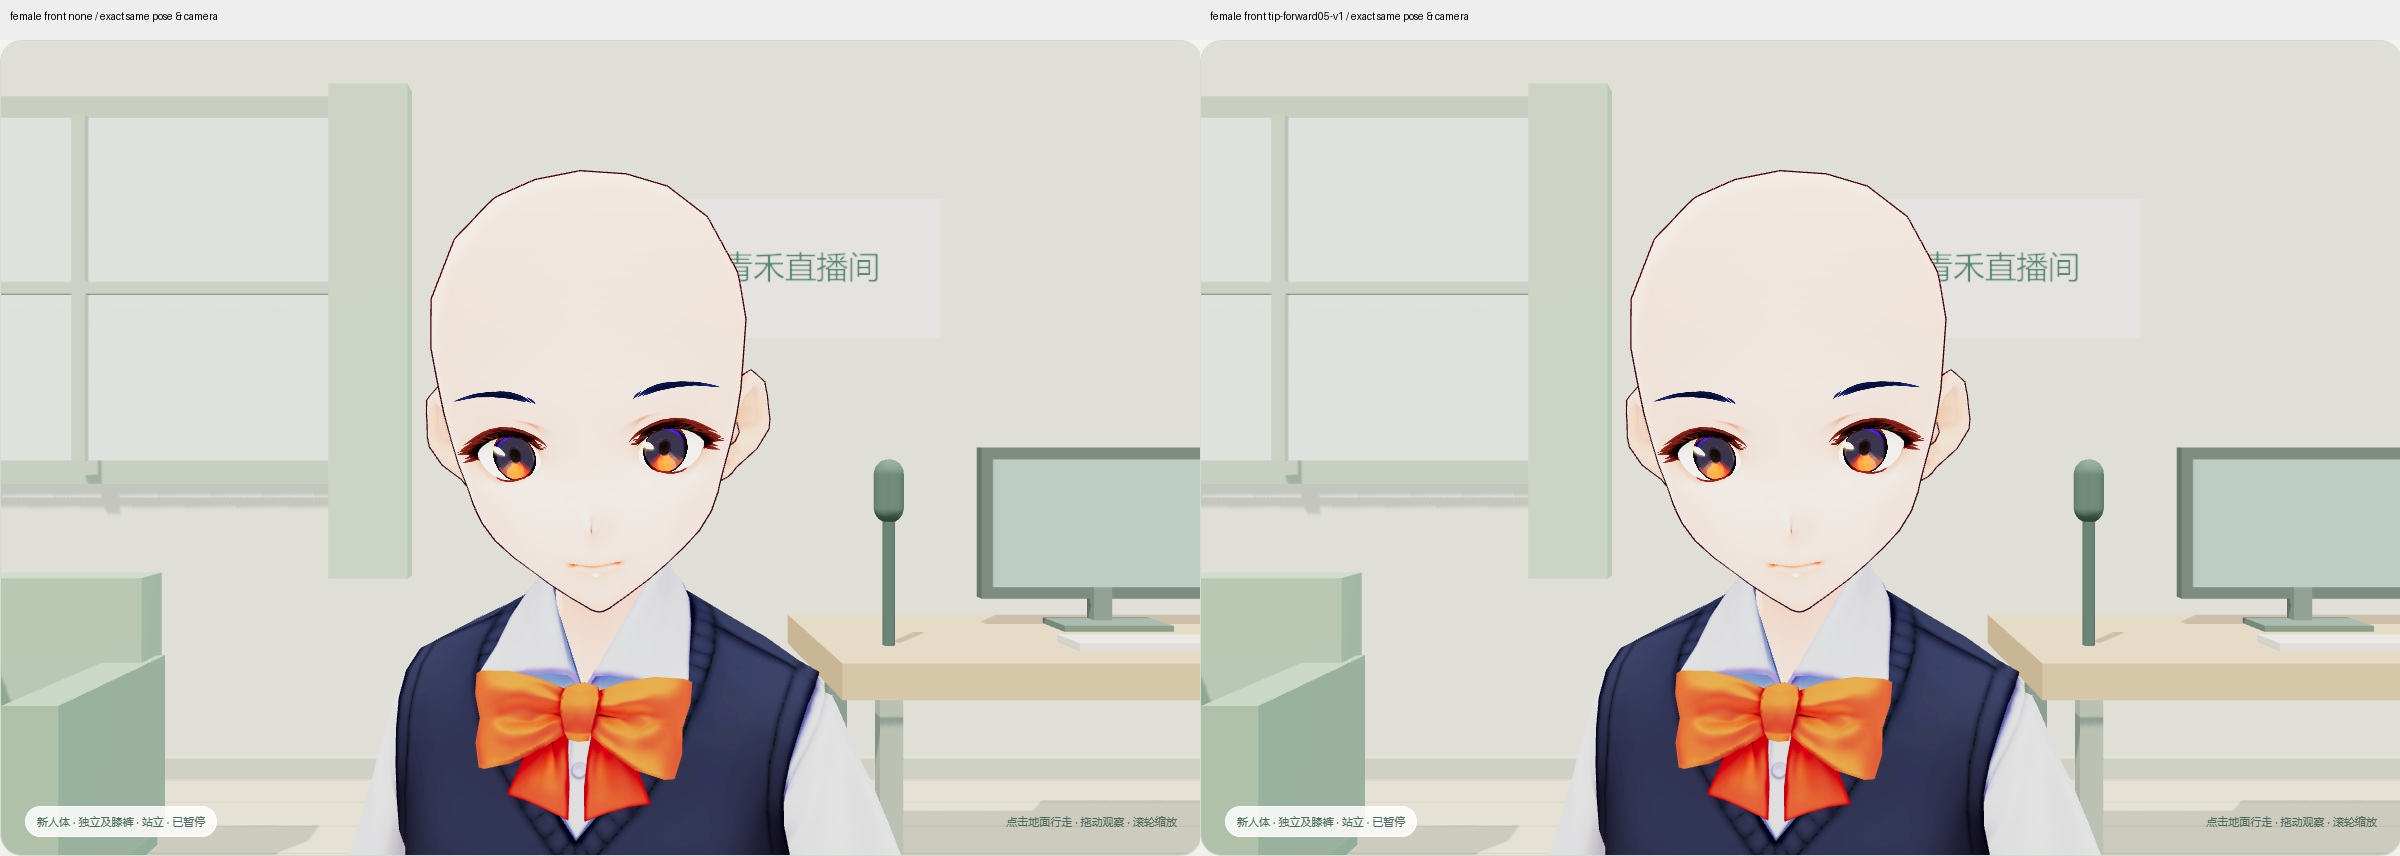 female front none / exact same pose & camera
female front tip-forward05-v1 / exact same pose & camera
青禾直播间
青禾直播间
新人体 · 独立及膝裤 · 站立 · 已暂停
点击地面行走 · 拖动观察 · 滚轮缩放
新人体 · 独立及膝裤 · 站立 · 已暂停
点击地面行走 · 拖动观察 · 滚轮缩放